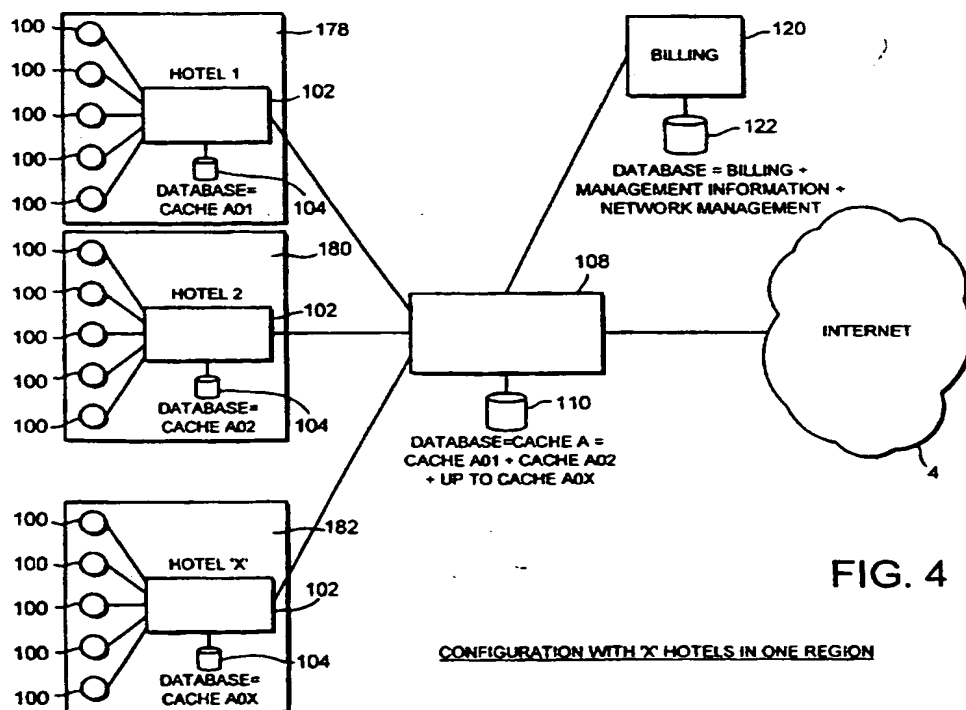 100
178
100
HOTEL 1
102
100
100
100
104
DATABASE=
CACHE A01
100
180
100
HOTEL 2
102
100
100
100
104
DATABASE=
CACHE A02
100
182
100
HOTEL 'X'
102
100
100
100
104
DATABASE=
CACHE A0X
120
BILLING
122
DATABASE = BILLING +
MANAGEMENT INFORMATION +
NETWORK MANAGEMENT
108
INTERNET
110
DATABASE=CACHE A =
CACHE A01 + CACHE A02
+ UP TO CACHE A0X
4
FIG. 4
CONFIGURATION WITH 'X' HOTELS IN ONE REGION